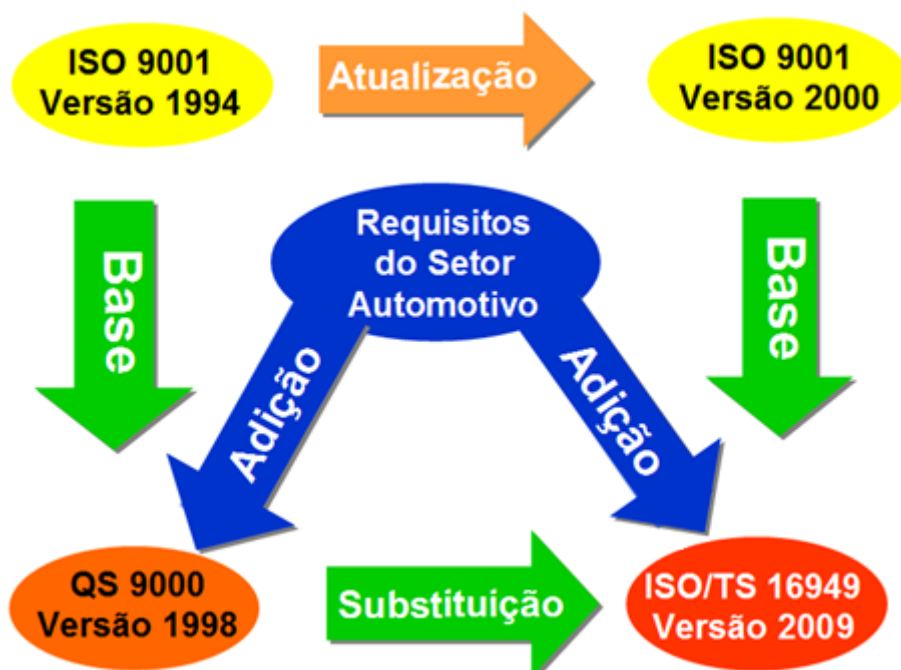 ISO 9001
Versão 1994
Atualização
ISO 9001
Versão 2000
Base
Requisitos
do Setor
Automotivo
Base
Adição
Adição
QS 9000
Versão 1998
Substituição
ISO/TS 16949
Versão 2009